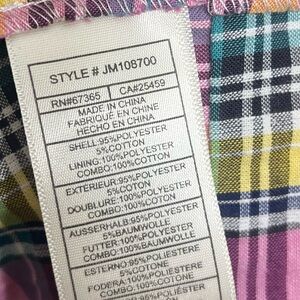 STYLE # JM108700
RN#67365 CA#25459
MADE IN CHINA
FABRIQUÉ EN CHINE
HECHO EN CHINA
SHELL:95%POLYESTER
5%COTTON
LINING:100%POLYESTER
COMBO:100%COTTON
EXTÉRIEUR:95%POLYESTER
5%COTON
DOUBLURE:100%POLYESTER
COMBO:100%COTON
AUSSERHALB:95%POLYESTER
5%BAUMWOLLE
FUTTER:100%POLYESTER
COMBO:100%BAUMWOLLE
ESTERNO:95%POLIESTERE
5%COTONE
FODERA:100%POLIESTERE
COMBO:100%COTONE